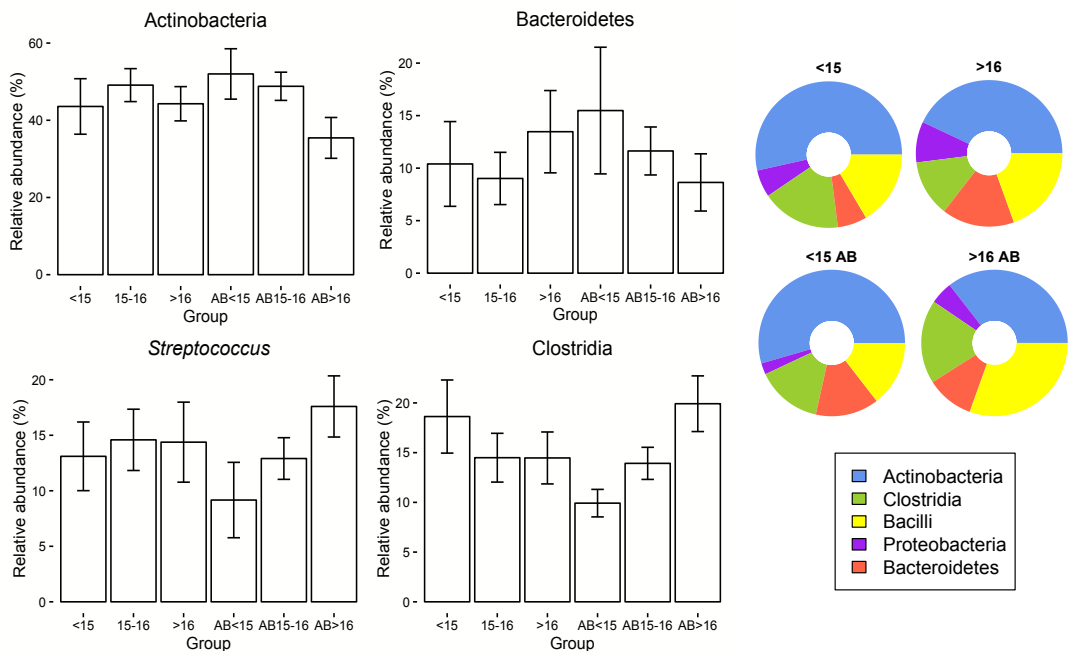 Actinobacteria
Relative abundance (%)
60
40
20
0
<15 15-16 >16 AB<15 AB15-16 AB>16
Group
Bacteroidetes
Relative abundance (%)
20
15
10
5
0
<15 15-16 >16 AB<15 AB15-16 AB>16
Group
Streptococcus
Relative abundance (%)
20
15
10
5
0
<15 15-16 >16 AB<15 AB15-16 AB>16
Group
Clostridia
Relative abundance (%)
20
15
10
5
0
<15 15-16 >16 AB<15 AB15-16 AB>16
Group
<15
>16
<15 AB
>16 AB
Actinobacteria
Clostridia
Bacilli
Proteobacteria
Bacteroidetes